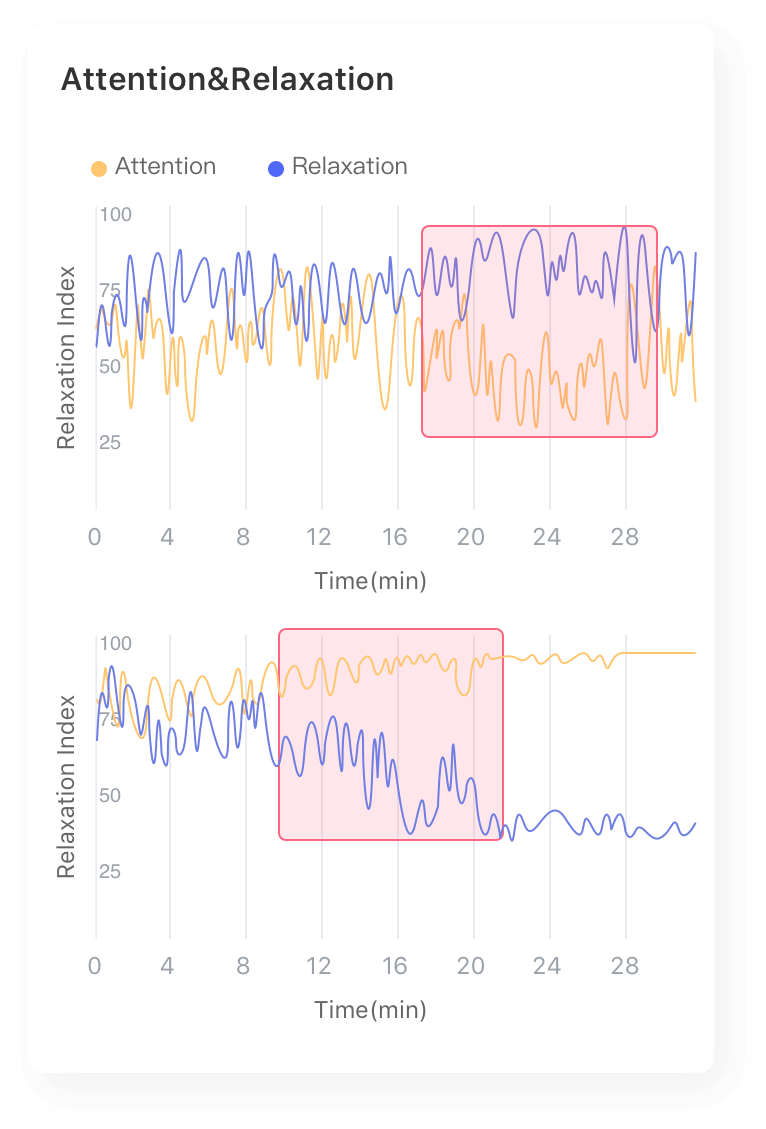 Attention&Relaxation
Attention Relaxation
Relaxation Index
100
75
50
25
0 4 8 12 16 20 24 28
Time(min)
Relaxation Index
100
75
50
25
0 4 8 12 16 20 24 28
Time(min)